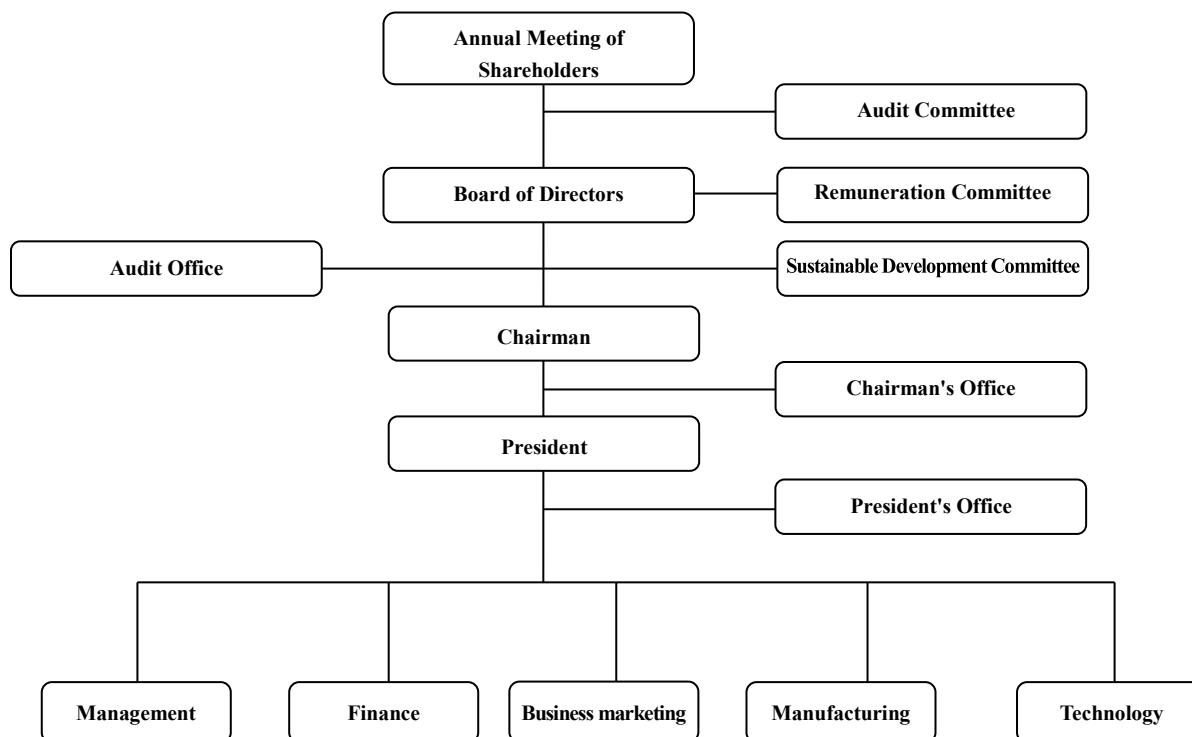 Annual Meeting of
Shareholders
Audit Committee
Board of Directors
Remuneration Committee
Audit Office
Sustainable Development Committee
Chairman
Chairman's Office
President
President's Office
Management
Finance
Business marketing
Manufacturing
Technology